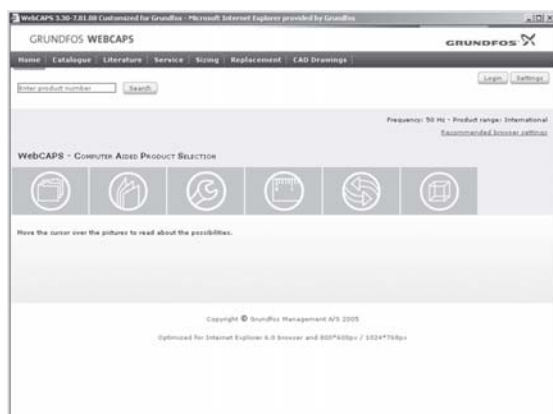 WebCAPS 3.30-7.01.08 Customized for Grundfos - Microsoft Internet Explorer provided by Grundfos
GRUNDFOS WEBCAPS
GRUNDFOS
Home Catalogue Literature Service Sizing Replacement CAD Drawings
Enter product number Search Login Settings
Frequency: 50 Hz - Product range: International
Recommended browser settings
WebCAPS - Computer Aided Product Selection
Move the cursor over the pictures to read about the possibilities.
Copyright © Grundfos Management A/S 2005
Optimized for Internet Explorer 6.0 browser and 800*600px / 1024*768px